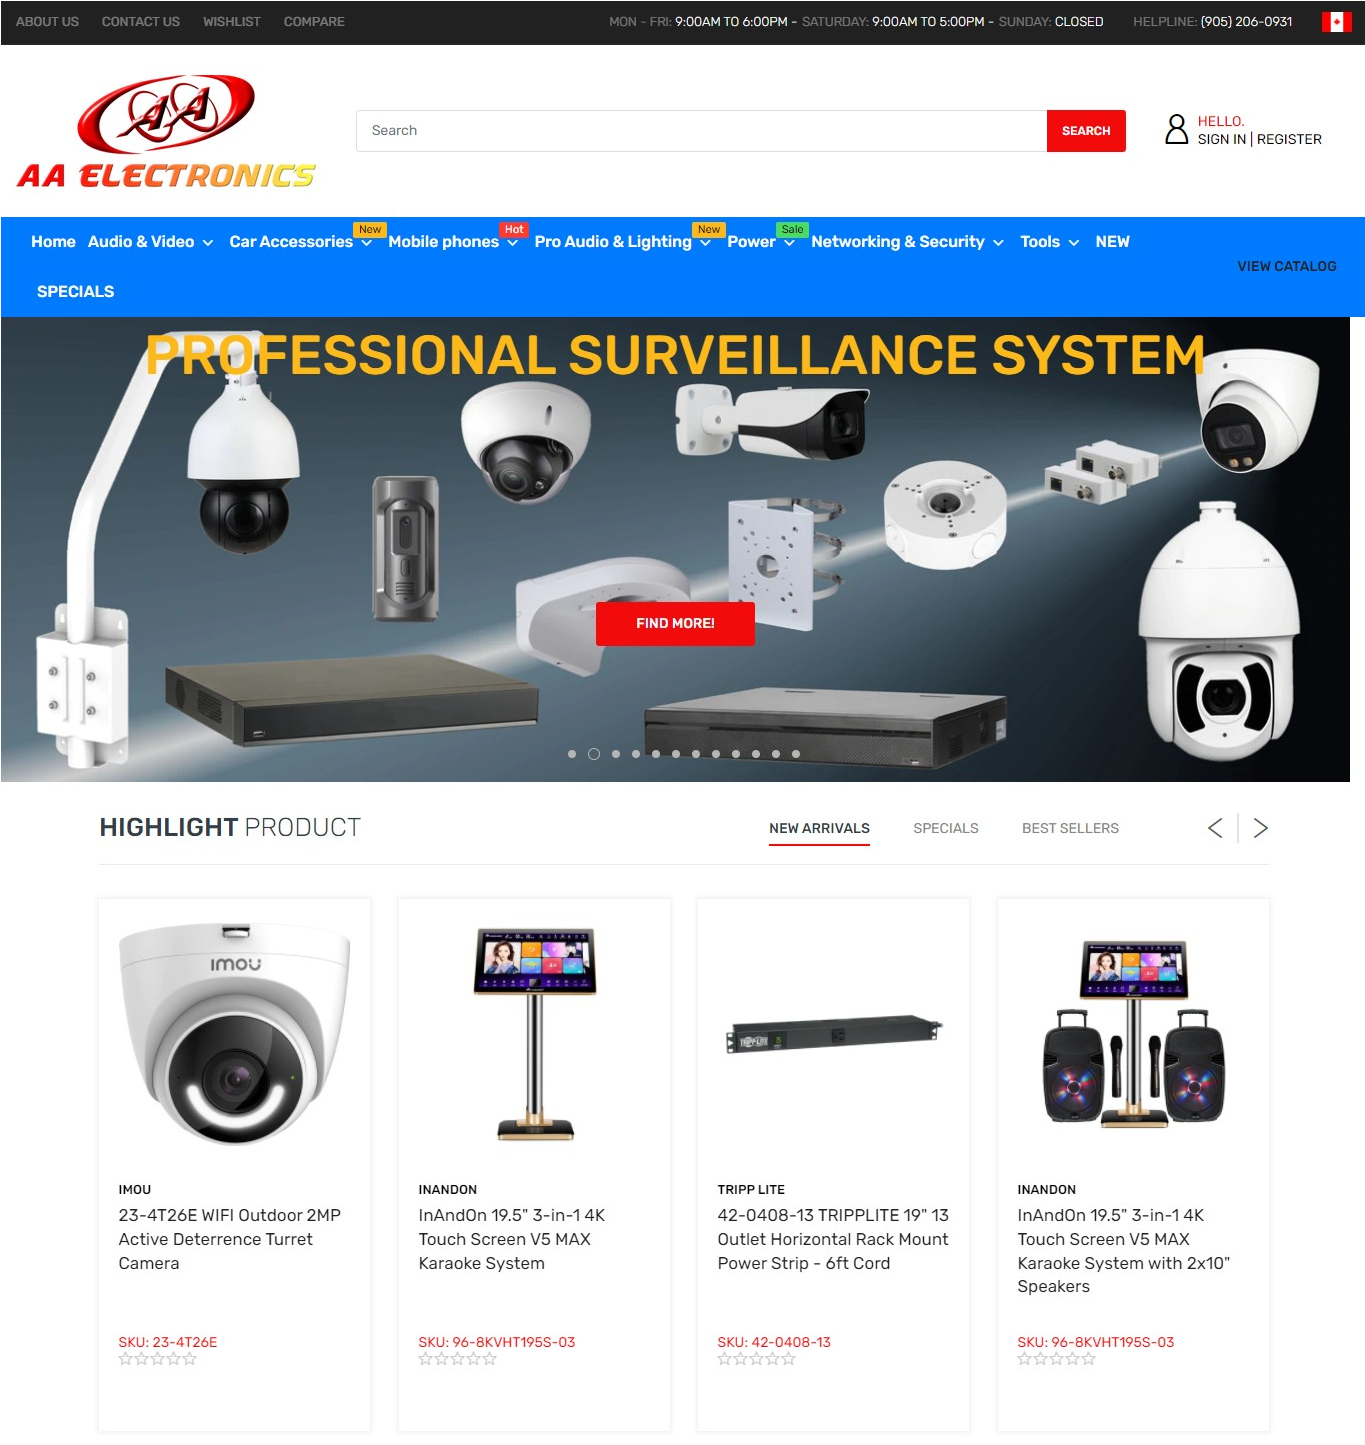 ABOUT US CONTACT US WISHLIST COMPARE MON - FRI: 9:00AM TO 6:00PM - SATURDAY: 9:00AM TO 5:00PM - SUNDAY: CLOSED HELPLINE: (905) 206-0931
AA
AA ELECTRONICS
Search SEARCH
HELLO.
SIGN IN | REGISTER
New Hot New Sale
Home Audio & Video Car Accessories Mobile phones Pro Audio & Lighting Power Networking & Security Tools NEW
VIEW CATALOG
SPECIALS
PROFESSIONAL SURVEILLANCE SYSTEM
FIND MORE!
HIGHLIGHT PRODUCT NEW ARRIVALS SPECIALS BEST SELLERS
imou
TRIPP-LITE
15
IMOU
23-4T26E WIFI Outdoor 2MP
Active Deterrence Turret
Camera
SKU: 23-4T26E
INANDON
InAndOn 19.5" 3-in-1 4K
Touch Screen V5 MAX
Karaoke System
SKU: 96-8KVHT195S-03
TRIPP LITE
42-0408-13 TRIPPLITE 19" 13
Outlet Horizontal Rack Mount
Power Strip - 6ft Cord
SKU: 42-0408-13
INANDON
InAndOn 19.5" 3-in-1 4K
Touch Screen V5 MAX
Karaoke System with 2x10"
Speakers
SKU: 96-8KVHT195S-03